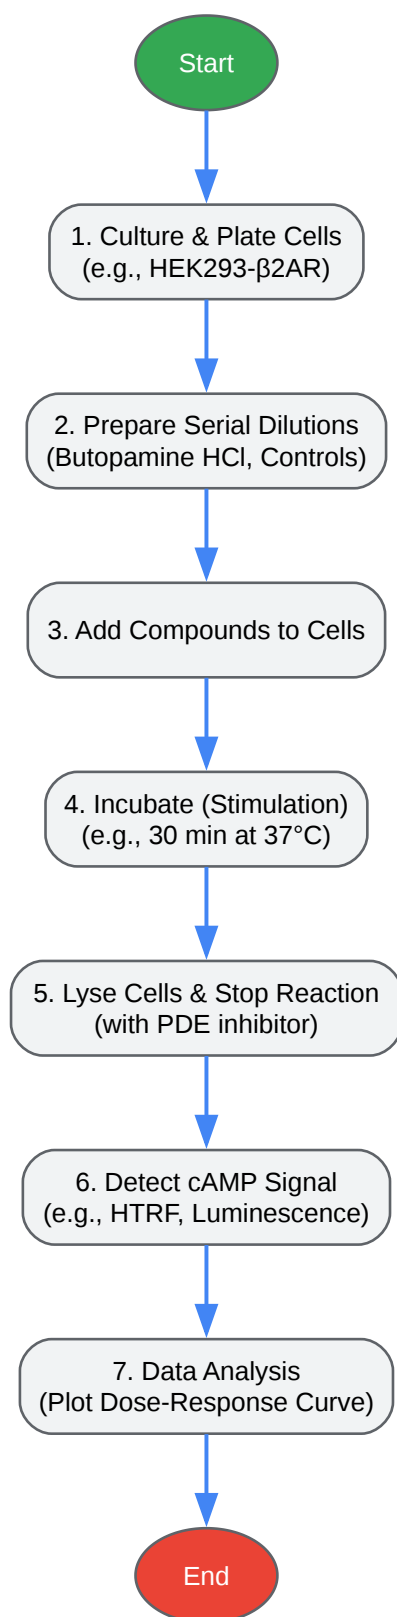 Start
1. Culture & Plate Cells
(e.g., HEK293-β2AR)
2. Prepare Serial Dilutions
(Butopamine HCl, Controls)
3. Add Compounds to Cells
4. Incubate (Stimulation)
(e.g., 30 min at 37°C)
5. Lyse Cells & Stop Reaction
(with PDE inhibitor)
6. Detect cAMP Signal
(e.g., HTRF, Luminescence)
7. Data Analysis
(Plot Dose-Response Curve)
End